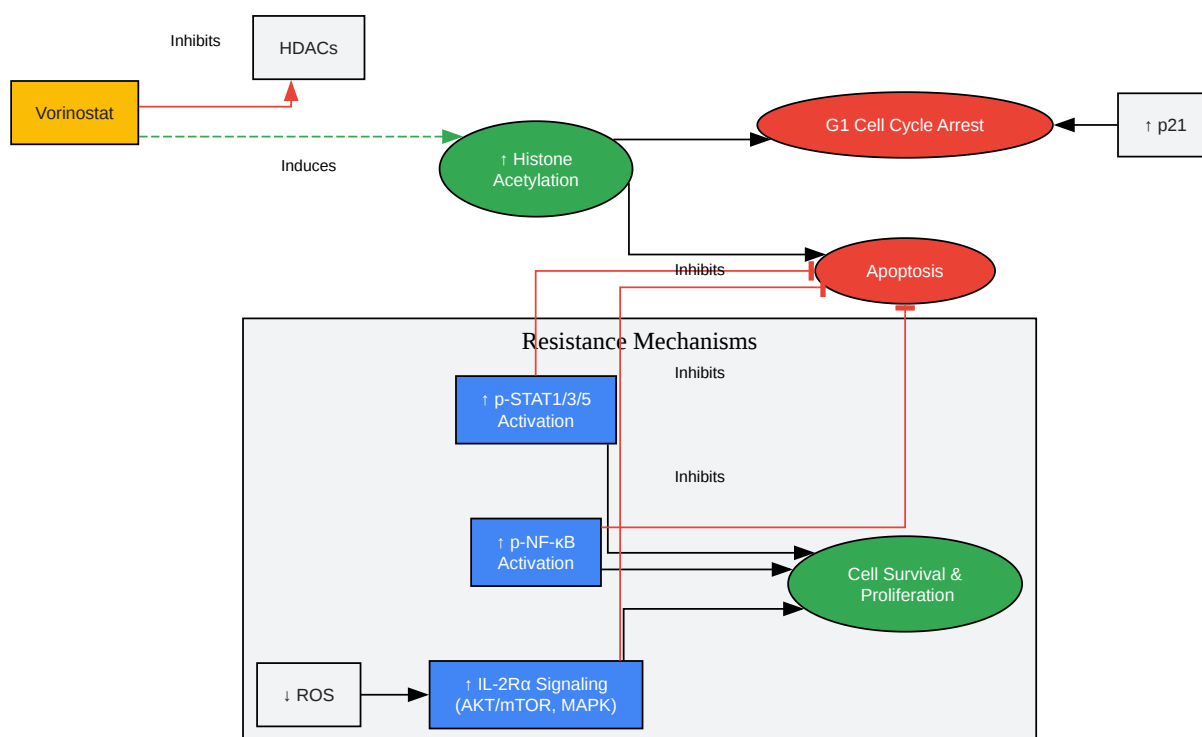 Inhibits
HDACs
Vorinostat
Induces
↑ Histone
Acetylation
G1 Cell Cycle Arrest
↑ p21
Inhibits
Apoptosis
Resistance Mechanisms
Inhibits
↑ p-STAT1/3/5
Activation
Inhibits
↑ p-NF-κB
Activation
Cell Survival &
Proliferation
↓ ROS
↑ IL-2Rα Signaling
(AKT/mTOR, MAPK)